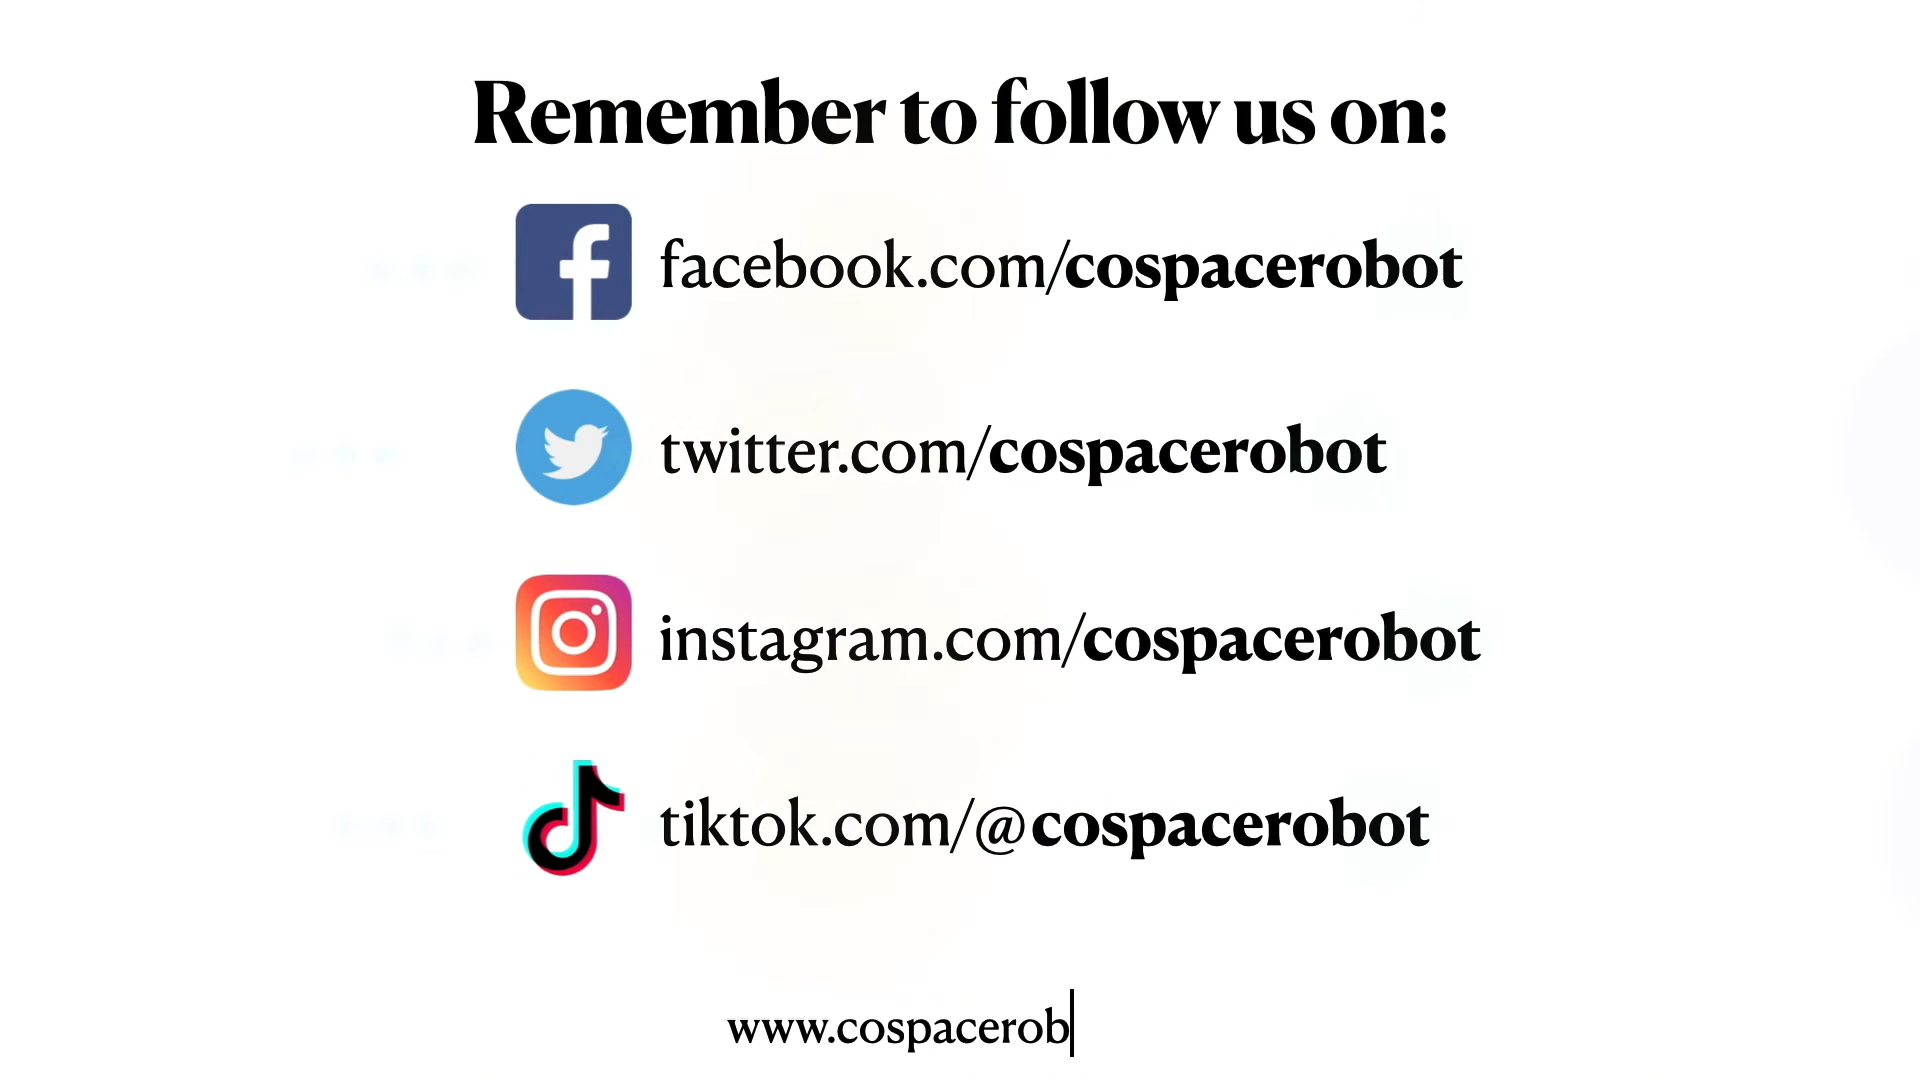 Remember to follow us on:
facebook.com/cospacerobot
twitter.com/cospacerobot
instagram.com/cospacerobot
tiktok.com/@cospacerobot
www.cospacerob